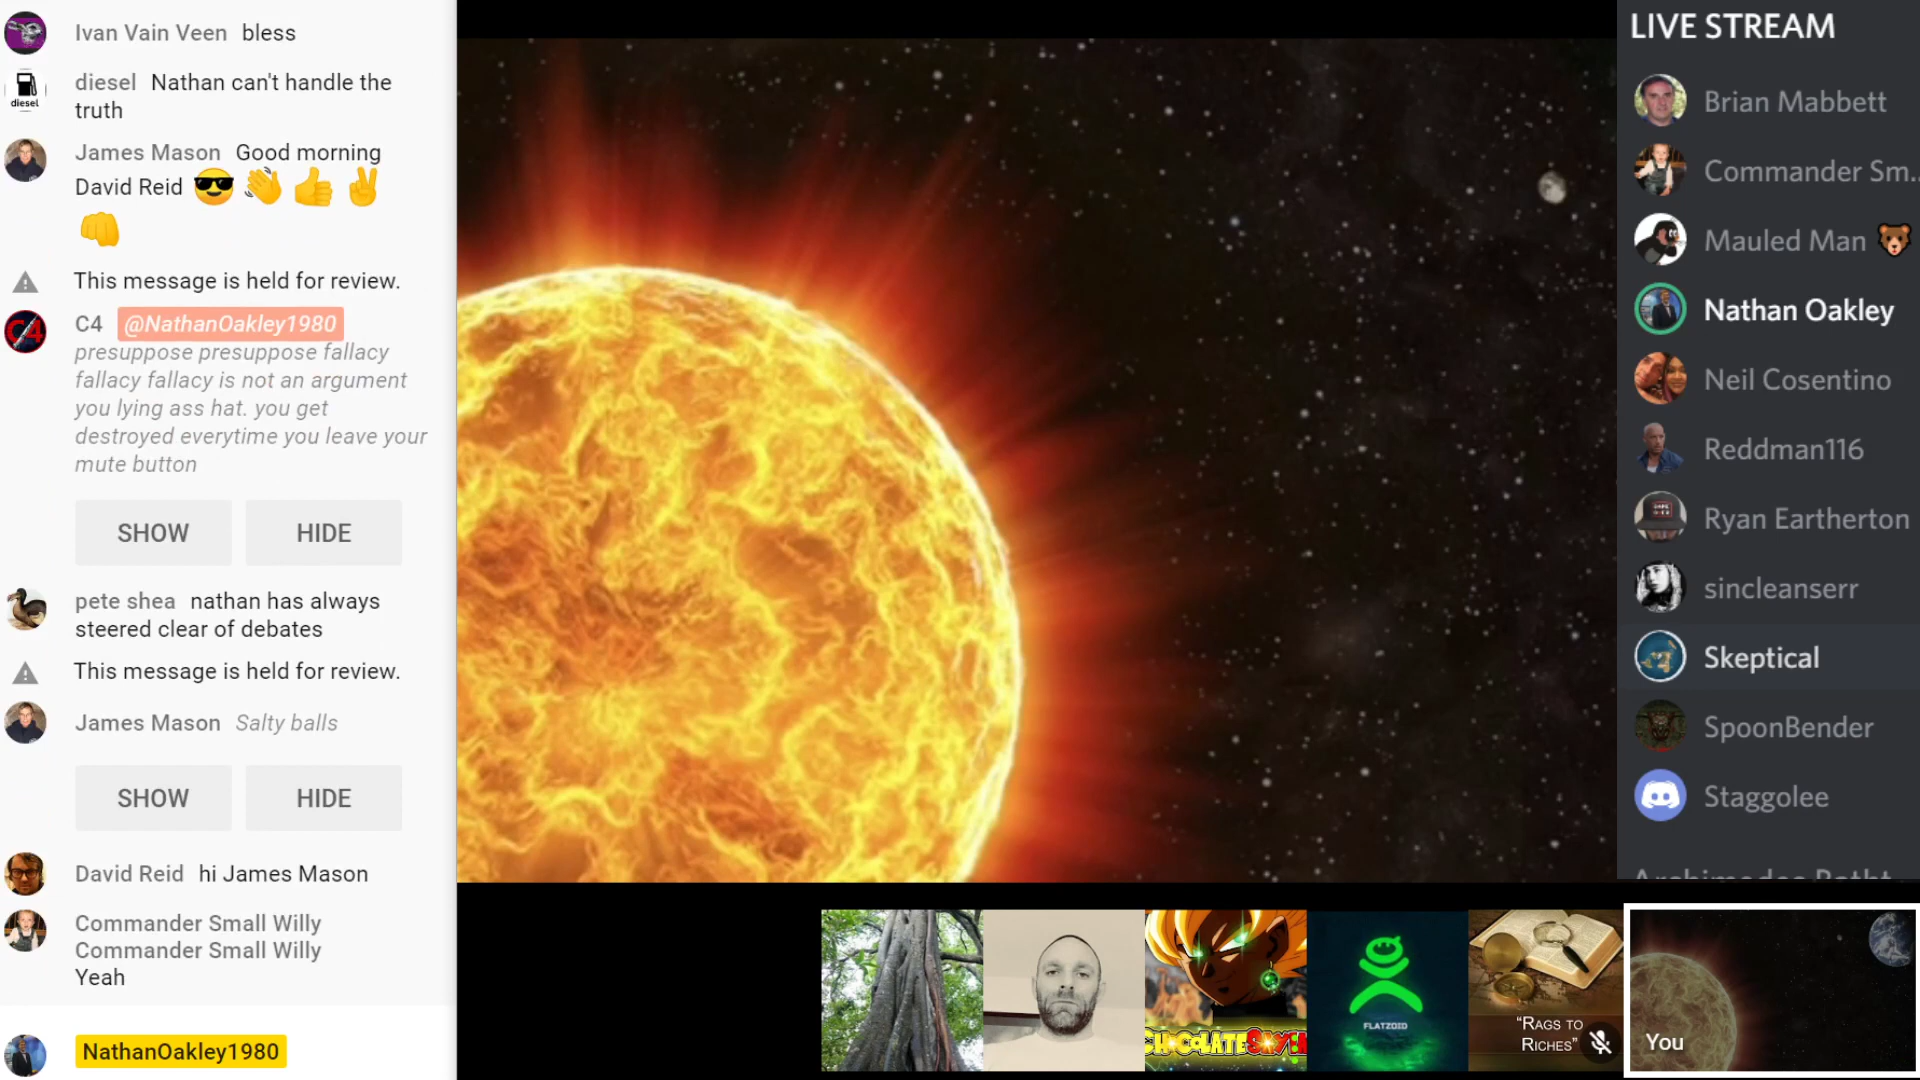 Ivan Vain Veen bless
diesel Nathan can't handle the
truth
diesel
James Mason Good morning
David Reid
This message is held for review.
C4 @NathanOakley1980
presuppose presuppose fallacy
fallacy fallacy is not an argument
you lying ass hat. you get
destroyed everytime you leave your
mute button
SHOW HIDE
pete shea nathan has always
steered clear of debates
This message is held for review.
James Mason Salty balls
SHOW HIDE
David Reid hi James Mason
Commander Small Willy
Commander Small Willy
Yeah
NathanOakley1980
LIVE STREAM
Brian Mabbett
Commander Sm..
Mauled Man
Nathan Oakley
Neil Cosentino
Reddman116
Ryan Eartherton
sincleanserr
Skeptical
SpoonBender
Staggolee
FLATZOID
"RAGS TO
RICHES"
You